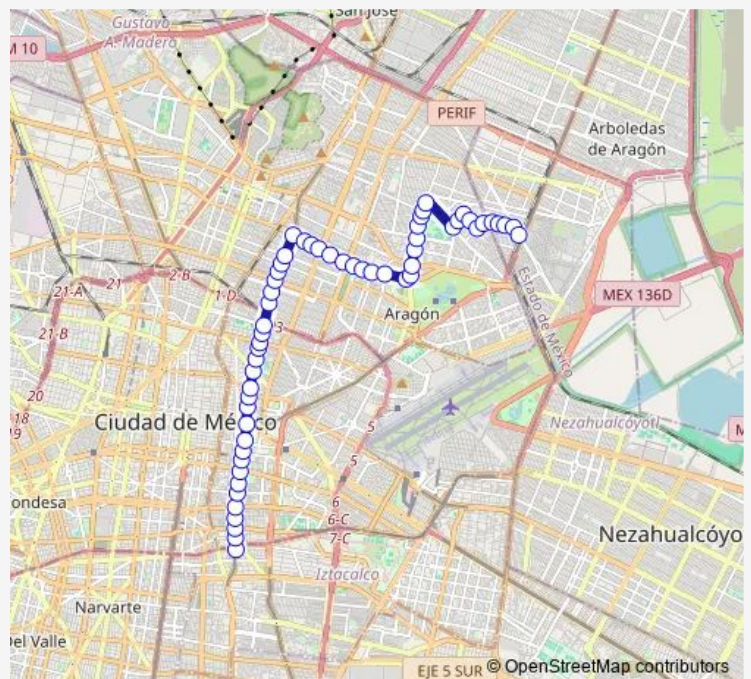 San José
Gustavo
A. Madero
M 10
PERIF
Arboledas
de Aragón
21-A
21
2-B
1-D
MEX 136D
Estado de México
Aragón
21-B
3
20
18
19
5
Ciudad de México
Nezahualcóyotl
M
5
ondesa
6
6-C
7-C
Nezahualcóyo
Iztacalco
Narvarte
Del Valle
EJE 5 SUR
© OpenStreetMap contributors